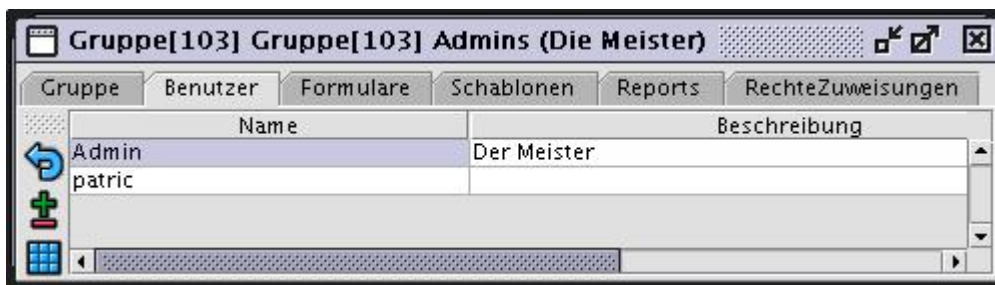 Gruppe[103] Gruppe[103] Admins (Die Meister)
Gruppe Benutzer Formulare Schablonen Reports RechteZuweisungen
Name Beschreibung
Admin Der Meister
patric